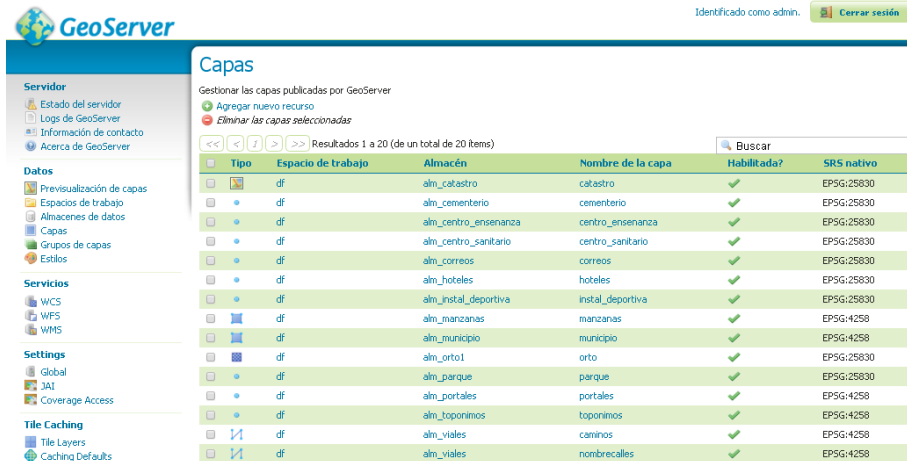 Identificado como admin.
Cerrar sesión
GeoServer
Servidor
Estado del servidor
Logs de GeoServer
Información de contacto
Acerca de GeoServer
Datos
Previsualización de capas
Espacios de trabajo
Almacenes de datos
Capas
Grupos de capas
Estilos
Servicios
WCS
WFS
WMS
Settings
Global
JAI
Coverage Access
Tile Caching
Tile Layers
Caching Defaults
Capas
Gestionar las capas publicadas por GeoServer
Agregar nuevo recurso
Eliminar las capas seleccionadas
<< < 1 > >> Resultados 1 a 20 (de un total de 20 ítems)
Buscar
Tipo Espacio de trabajo Almacén Nombre de la capa Habilitada? SRS nativo
df alm_catastro catastro EPSG:25830
df alm_cementerio cementerio EPSG:25830
df alm_centro_ensenanza centro_ensenanza EPSG:25830
df alm_centro_sanitario centro_sanitario EPSG:25830
df alm_correos correos EPSG:25830
df alm_hoteles hoteles EPSG:25830
df alm_instal_deportiva instal_deportiva EPSG:25830
df alm_manzanas manzanas EPSG:4258
df alm_municipio municipio EPSG:4258
df alm_orto1 orto EPSG:25830
df alm_parque parque EPSG:25830
df alm_portales portales EPSG:4258
df alm_toponimos toponimos EPSG:4258
df alm_viales caminos EPSG:4258
df alm_viales nombrecalles EPSG:4258